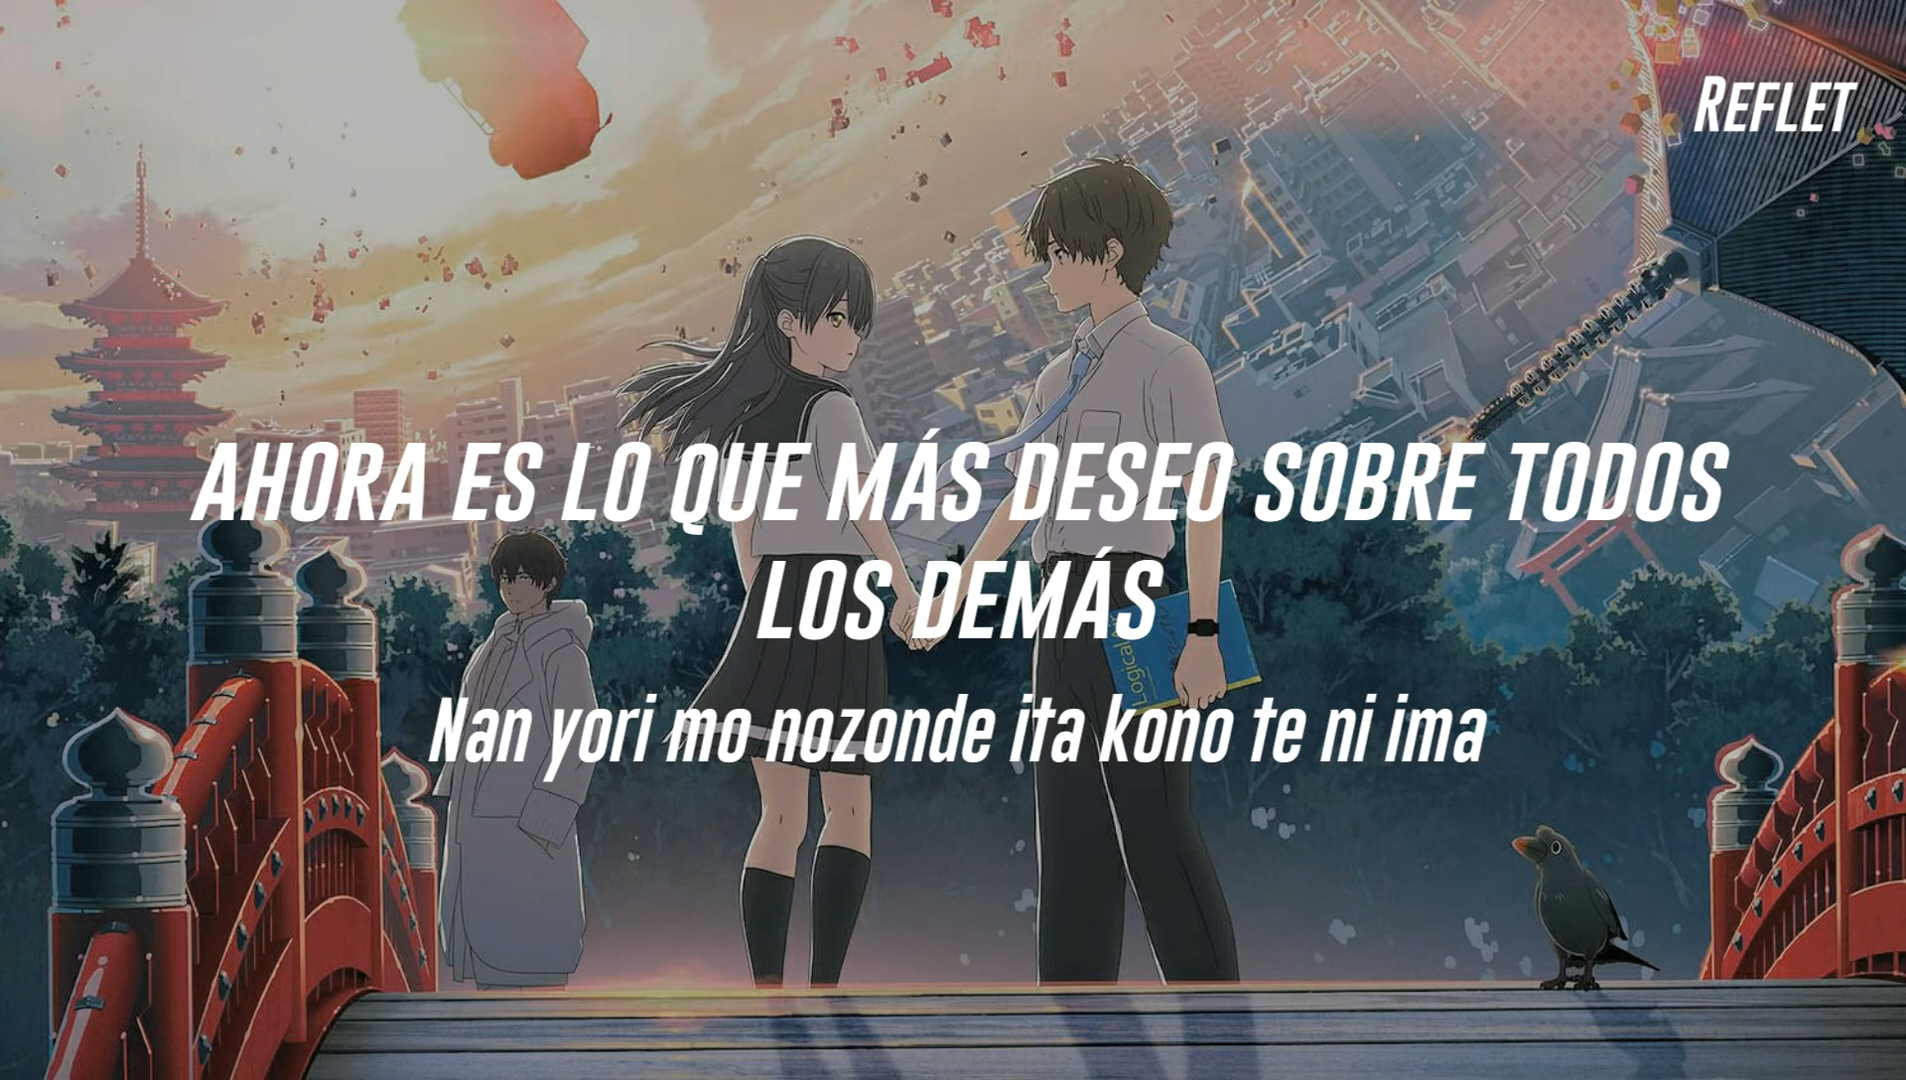 REFLET
AHORA ES LO QUE MÁS DESEO SOBRE TODOS
LOS DEMÁS
Logical
Nan yori mo nozonde ita kono te ni ima